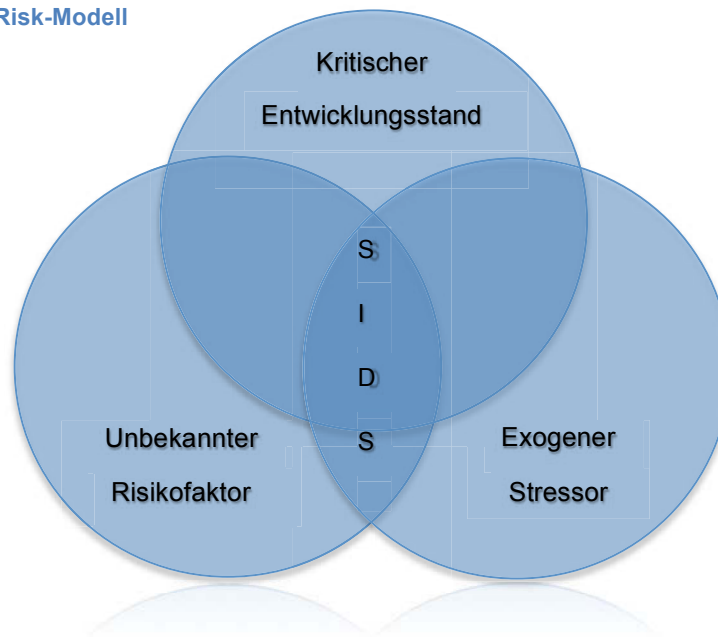 Risk-Modell
Kritischer
Entwicklungsstand
S
I
D
S
Unbekannter
Risikofaktor
Exogener
Stressor